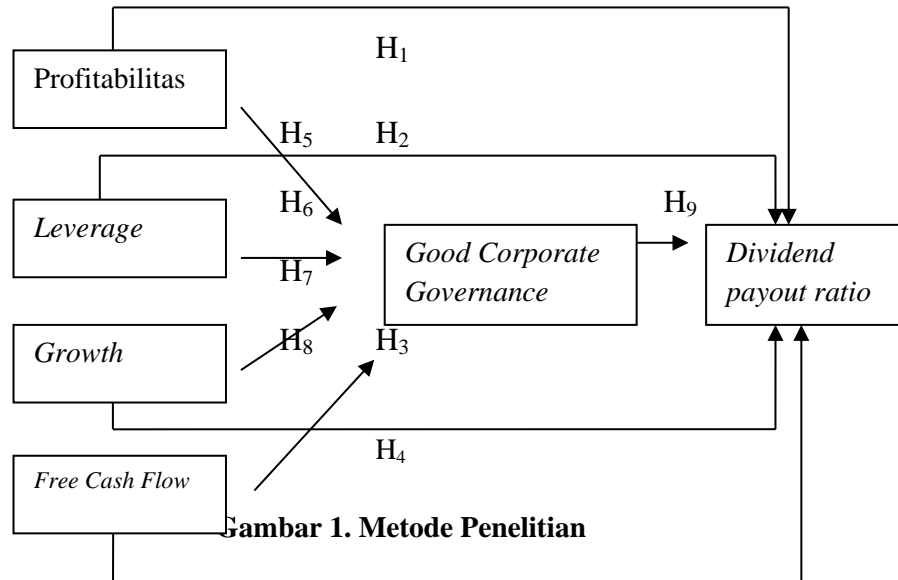 H₁
Profitabilitas
H₅
H₂
H₆
H₉
Leverage
Good Corporate
Governance
Dividend
payout ratio
H₇
Growth
H₈
H₃
H₄
Free Cash Flow
Gambar 1. Metode Penelitian